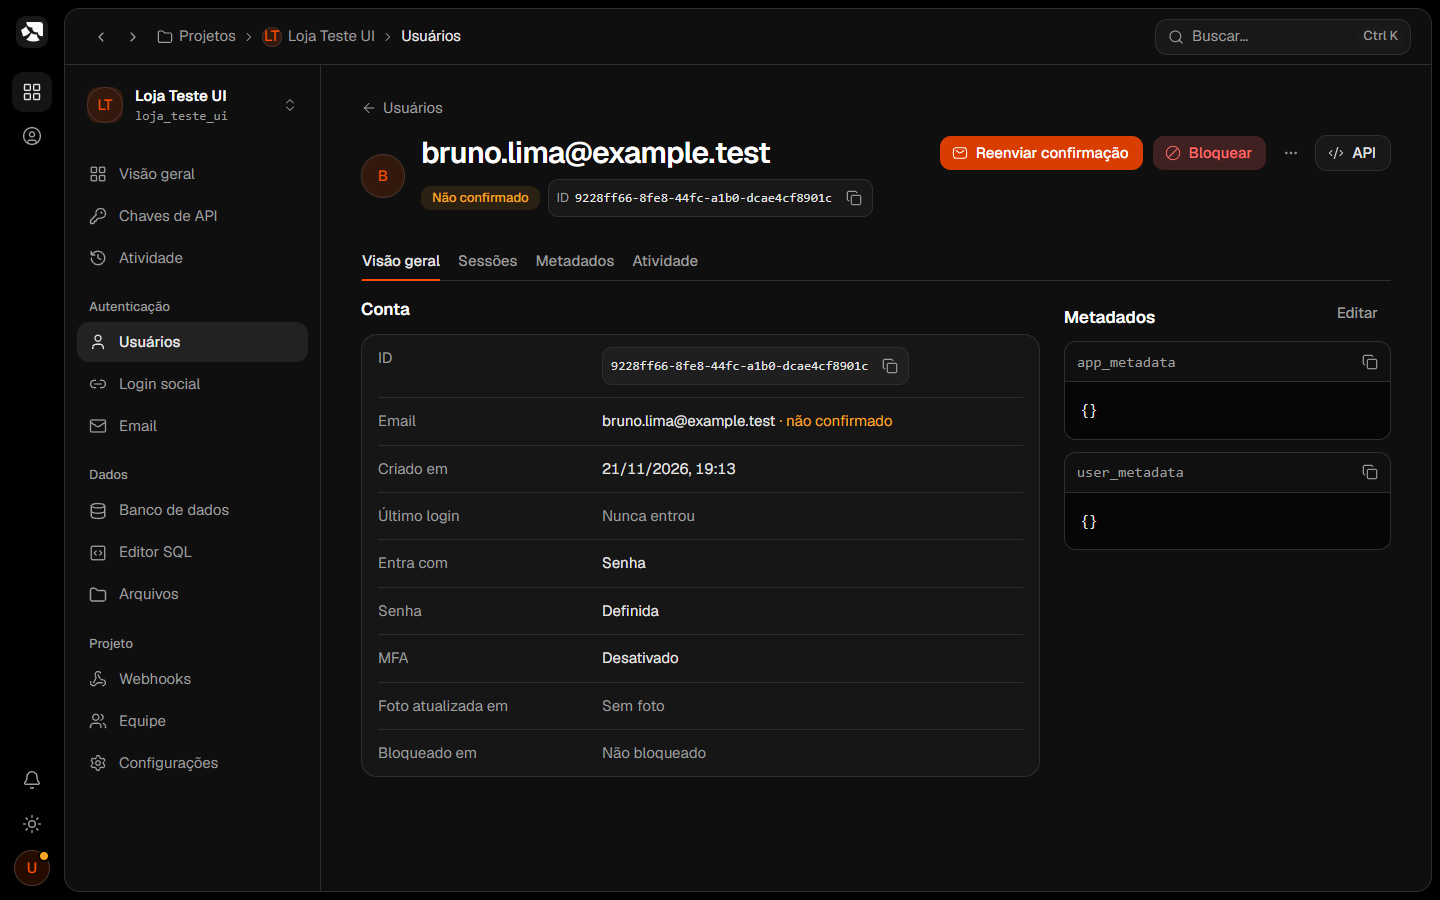 Projetos
LT
Loja Teste UI
Usuários
Buscar...
Ctrl K
LT
Loja Teste UI
loja_teste_ui
Visão geral
Chaves de API
Atividade
Autenticação
Usuários
Login social
Email
Dados
Banco de dados
Editor SQL
Arquivos
Projeto
Webhooks
Equipe
Configurações
U
Usuários
B
bruno.lima@example.test
Não confirmado
ID 9228ff66-8fe8-44fc-a1b0-dcae4cf8901c
Reenviar confirmação
Bloquear
API
Visão geral
Sessões
Metadados
Atividade
Conta
ID
9228ff66-8fe8-44fc-a1b0-dcae4cf8901c
Email
bruno.lima@example.test · não confirmado
Criado em
21/11/2026, 19:13
Último login
Nunca entrou
Entra com
Senha
Senha
Definida
MFA
Desativado
Foto atualizada em
Sem foto
Bloqueado em
Não bloqueado
Metadados
Editar
app_metadata
{}
user_metadata
{}